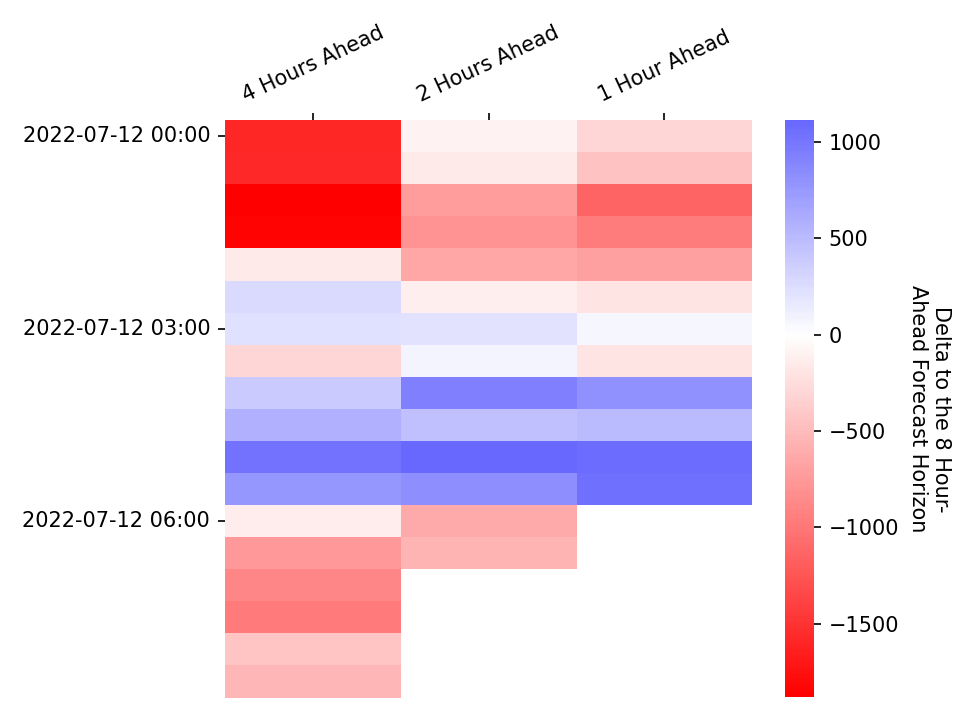 4 Hours Ahead
2 Hours Ahead
1 Hour Ahead
2022-07-12 00:00
2022-07-12 03:00
2022-07-12 06:00
1000
500
0
−500
−1000
−1500
Delta to the 8 Hour-
Ahead Forecast Horizon